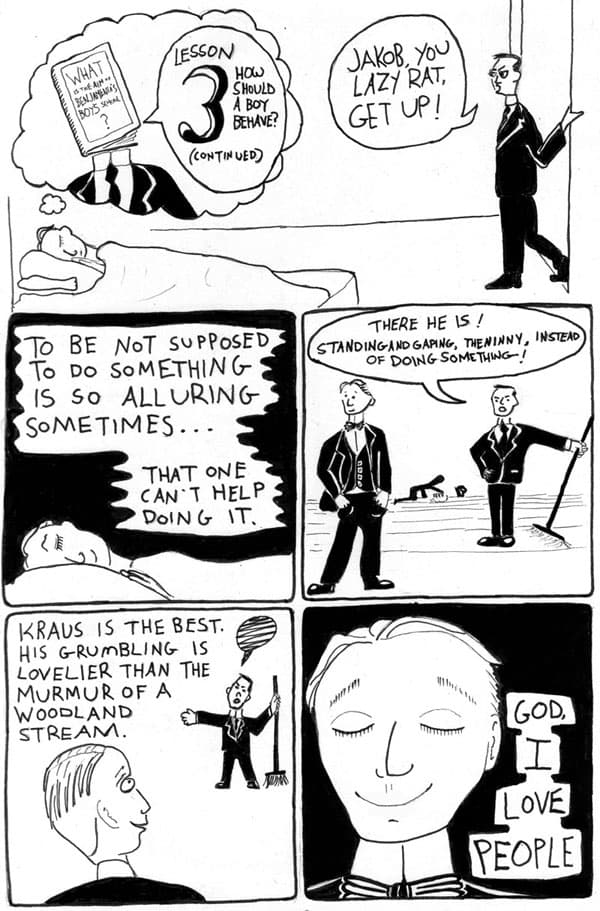 WHAT
IS THE AIM OF
BENJAMENTA'S
BOYS SCHOOL
?
LESSON
3
HOW
SHOULD
A BOY
BEHAVE?
(CONTINUED)
JAKOB, YOU
LAZY RAT,
GET UP!
TO BE NOT SUPPOSED
TO DO SOMETHING
IS SO ALLURING
SOMETIMES...
THAT ONE
CAN'T HELP
DOING IT.
THERE HE IS!
STANDING AND GAPING, THE NINNY, INSTEAD
OF DOING SOMETHING!
KRAUS IS THE BEST.
HIS GRUMBLING IS
LOVELIER THAN THE
MURMUR OF A
WOODLAND
STREAM.
GOD,
I
LOVE
PEOPLE